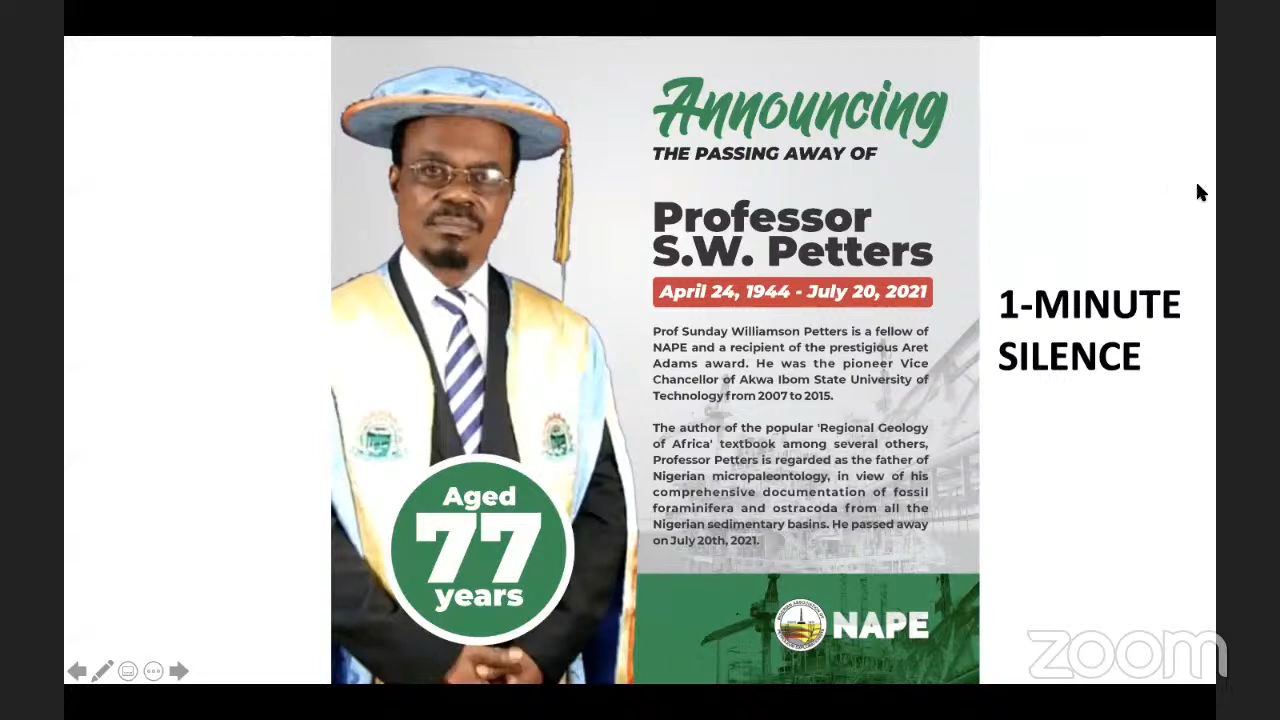 Announcing
THE PASSING AWAY OF
Professor
S.W. Petters
April 24, 1944 - July 20, 2021
Prof Sunday Williamson Petters is a fellow of
NAPE and a recipient of the prestigious Aret
Adams award. He was the pioneer Vice
Chancellor of Akwa Ibom State University of
Technology from 2007 to 2015.
The author of the popular 'Regional Geology
of Africa' textbook among several others,
Professor Petters is regarded as the father of
Nigerian micropaleontology, in view of his
comprehensive documentation of fossil
foraminifera and ostracoda from all the
Nigerian sedimentary basins. He passed away
on July 20th, 2021.
Aged
77
years
NAPE
1-MINUTE
SILENCE
zoom